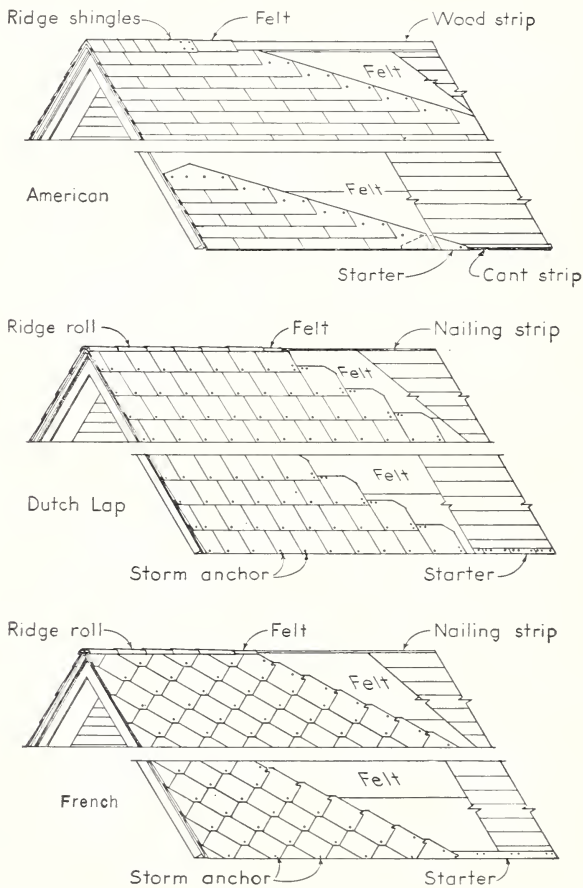 Ridge shingles Felt Wood strip
Felt
Felt
American
Starter Cant strip
Ridge roll Felt Nailing strip
Felt
Felt
Dutch Lap
Storm anchor Starter
Ridge roll Felt Nailing strip
Felt
Felt
French
Storm anchor Starter